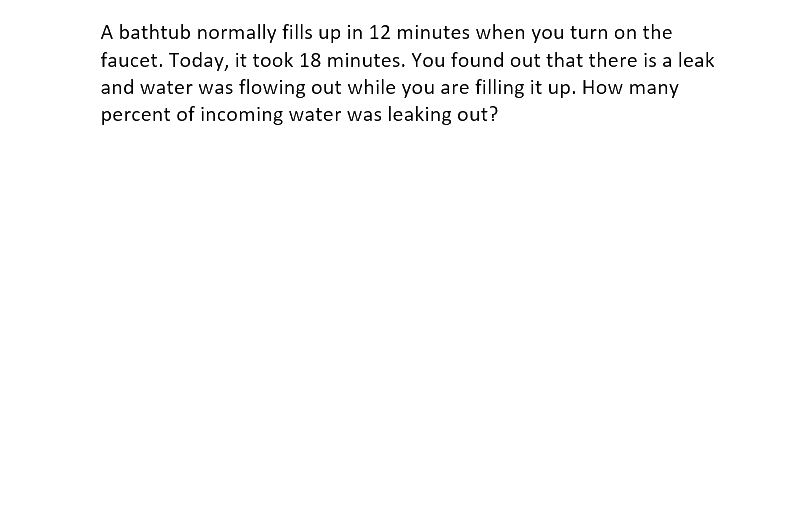 A bathtub normally fills up in 12 minutes when you turn on the
faucet. Today, it took 18 minutes. You found out that there is a leak
and water was flowing out while you are filling it up. How many
percent of incoming water was leaking out?